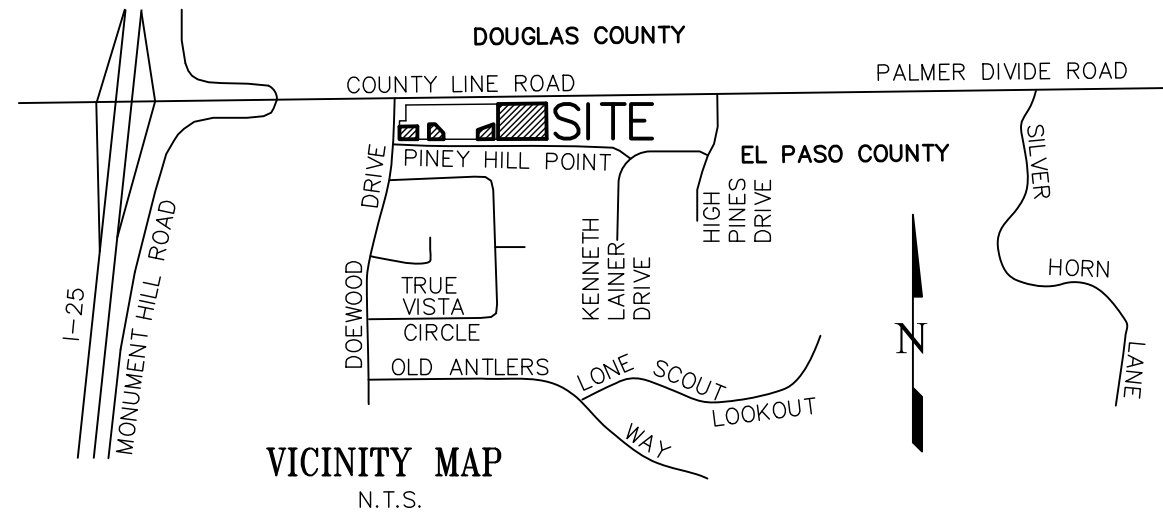 DOUGLAS COUNTY
COUNTY LINE ROAD
PALMER DIVIDE ROAD
SITE
PINEY HILL POINT
EL PASO COUNTY
DOEWOOD DRIVE
HIGH
PINES
DRIVE
KENNETH
LAINER
DRIVE
SILVER HORN LANE
I-25
MONUMENT HILL ROAD
TRUE
VISTA
CIRCLE
N
OLD ANTLERS WAY
LONE SCOUT
LOOKOUT
VICINITY MAP
N.T.S.